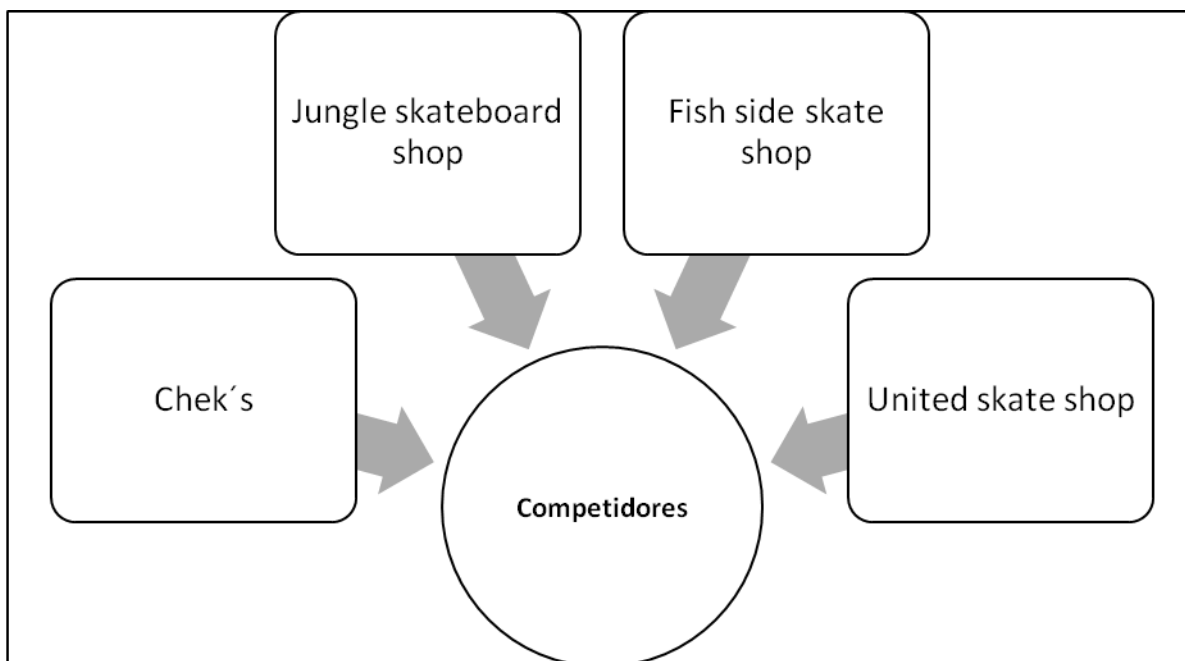 Jungle skateboard
shop
Fish side skate
shop
Chek´s
United skate shop
Competidores